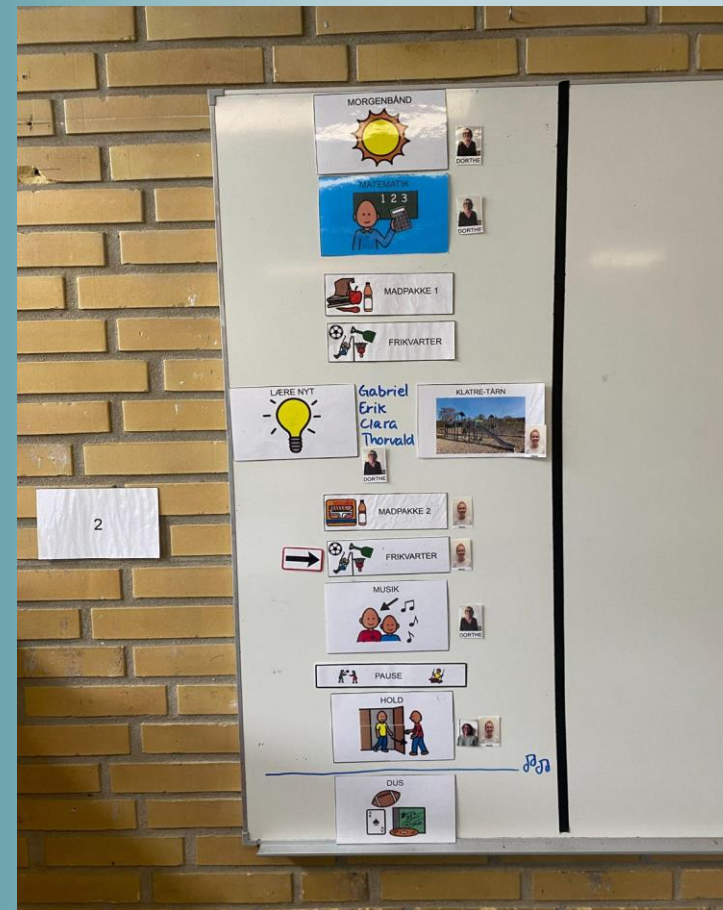 MORGENBÅND
DORTHE
MATEMATIK
1 2 3
DORTHE
MADPAKKE 1
FRIKVARTER
LÆRE NYT
Gabriel
Erik
Clara
Thorvald
KLATRE-TÅRN
DORTHE
MADPAKKE 2
2
FRIKVARTER
MUSIK
DORTHE
PAUSE
HOLD
DUS